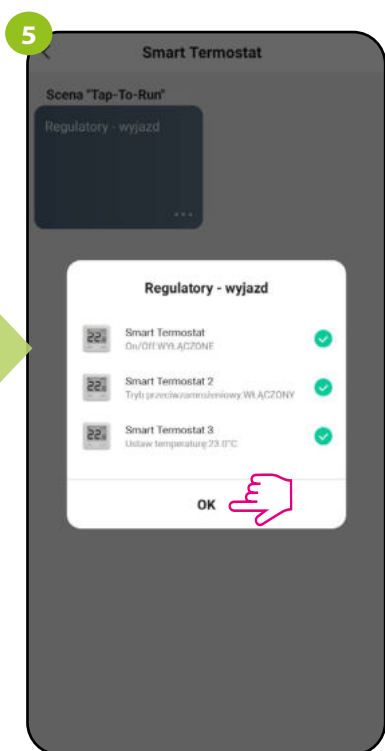 5
Smart Termostat
Scena "Tap-To-Run"
Regulatory - wyjazd
Regulatory - wyjazd
Smart Termostat
On/Off:WYŁĄCZONE
Smart Termostat 2
Tryb przeciwzamrożeniowy:WŁĄCZONY
Smart Termostat 3
Ustaw temperaturę:23.0°C
OK